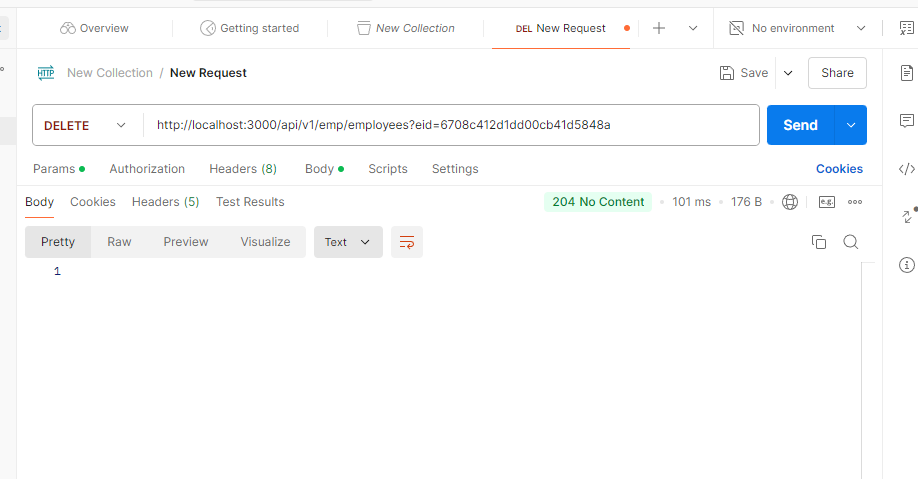 Overview Getting started New Collection DEL New Request No environment
HTTP New Collection / New Request Save Share
DELETE http://localhost:3000/api/v1/emp/employees?eid=6708c412d1dd00cb41d5848a Send
Params Authorization Headers (8) Body Scripts Settings Cookies
Body Cookies Headers (5) Test Results 204 No Content 101 ms 176 B e.g.
Pretty Raw Preview Visualize Text
1